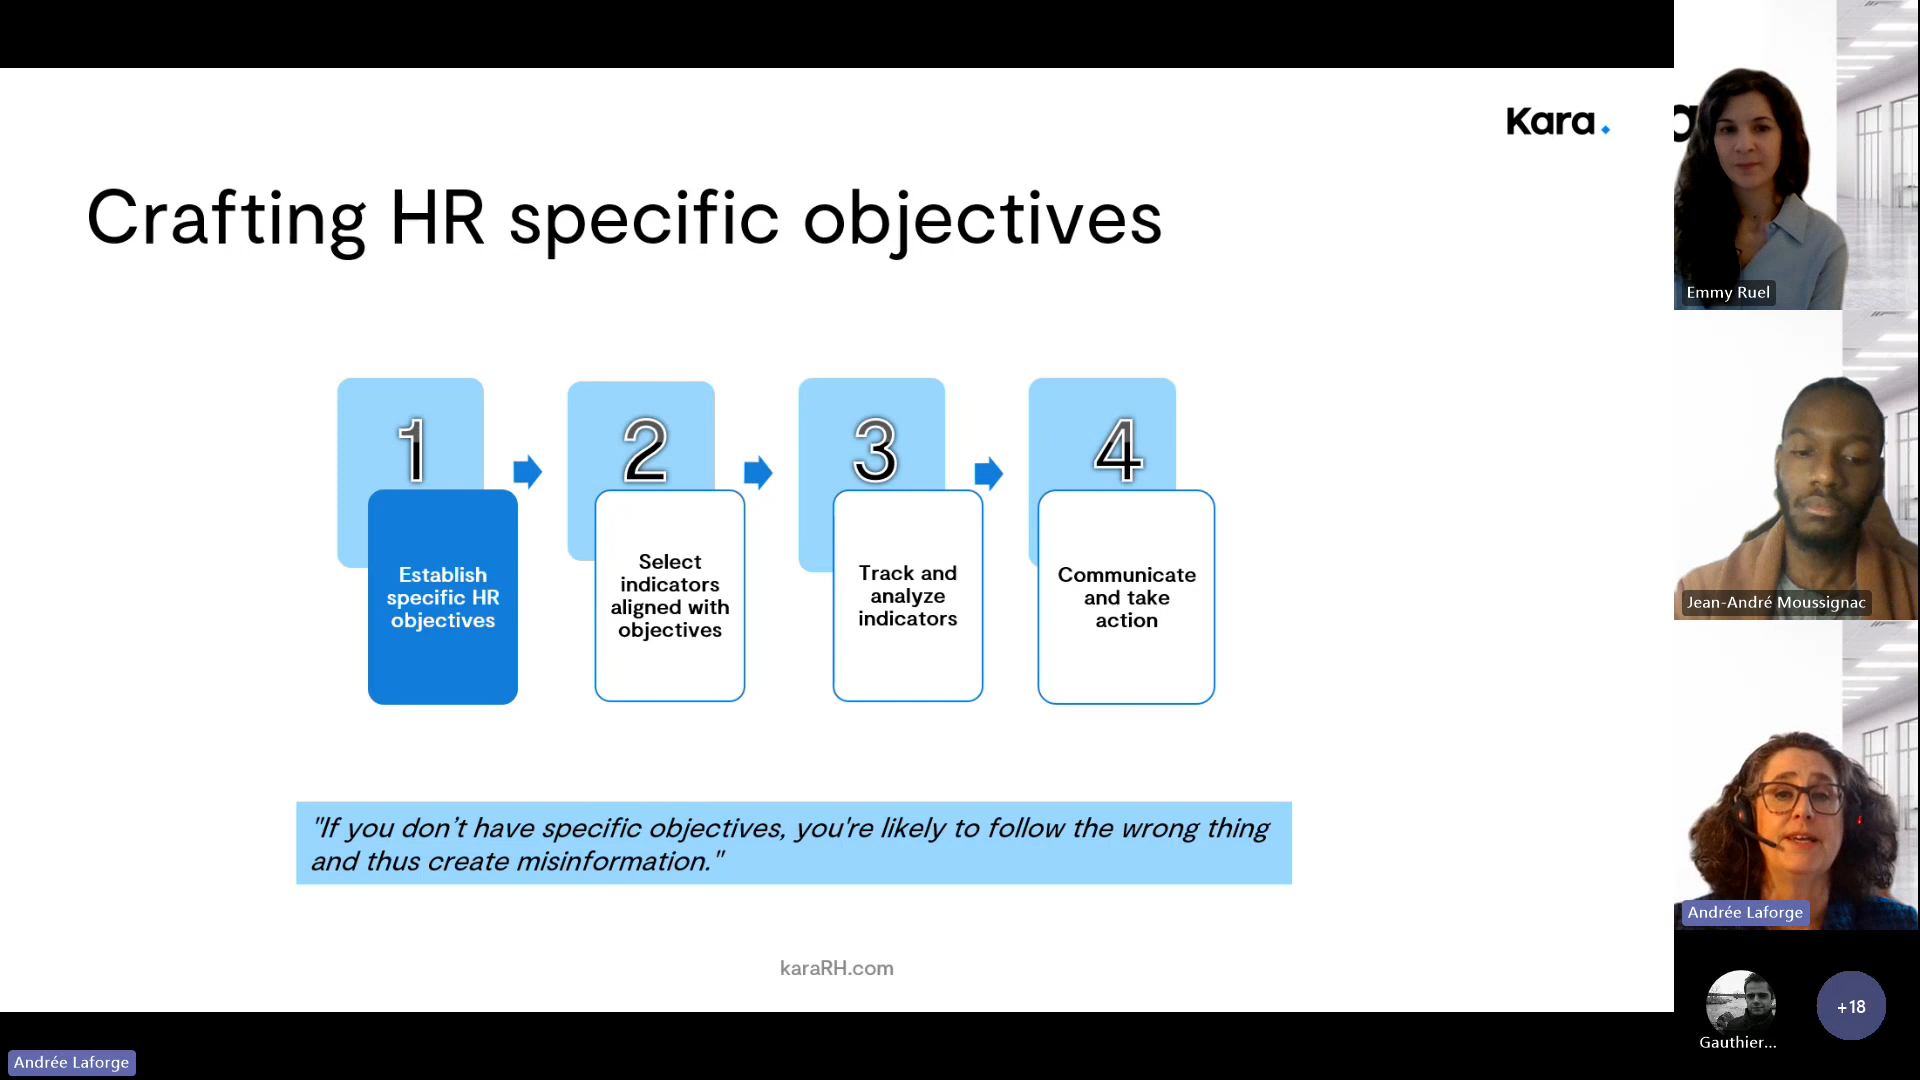 Kara.
Crafting HR specific objectives
1
2
3
4
Establish
specific HR
objectives
Select
indicators
aligned with
objectives
Track and
analyze
indicators
Communicate
and take
action
"If you don’t have specific objectives, you're likely to follow the wrong thing
and thus create misinformation."
karaRH.com
Andrée Laforge
a
Emmy Ruel
Jean-André Moussignac
Andrée Laforge
Gauthier...
+18